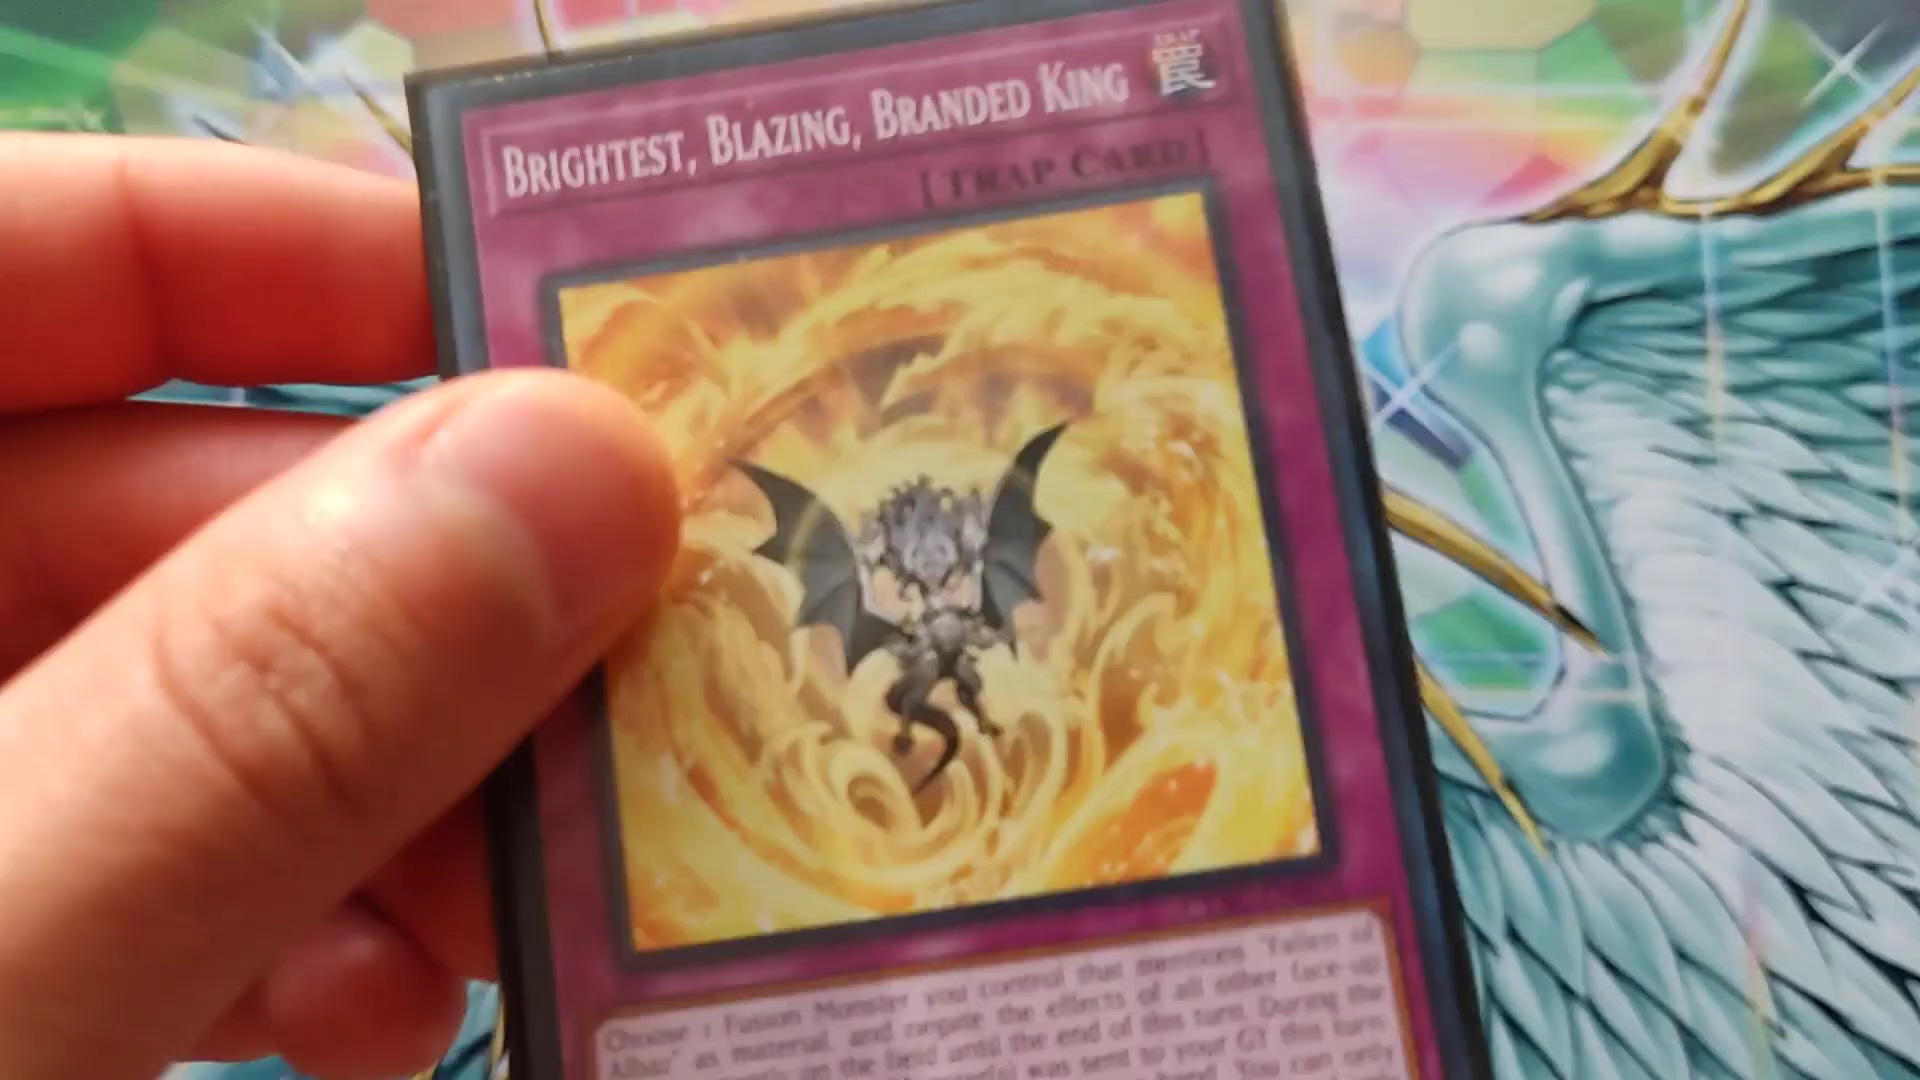 BRIGHTEST, BLAZING, BRANDED KING
TRAP
[TRAP CARD]
Choose 1 Fusion Monster you control that mentions "Fallen of
Albaz" as material, and negate the effects of all other face-up
on the field until the end of this turn. During the
was sent to your GY this turn
hand. You can only